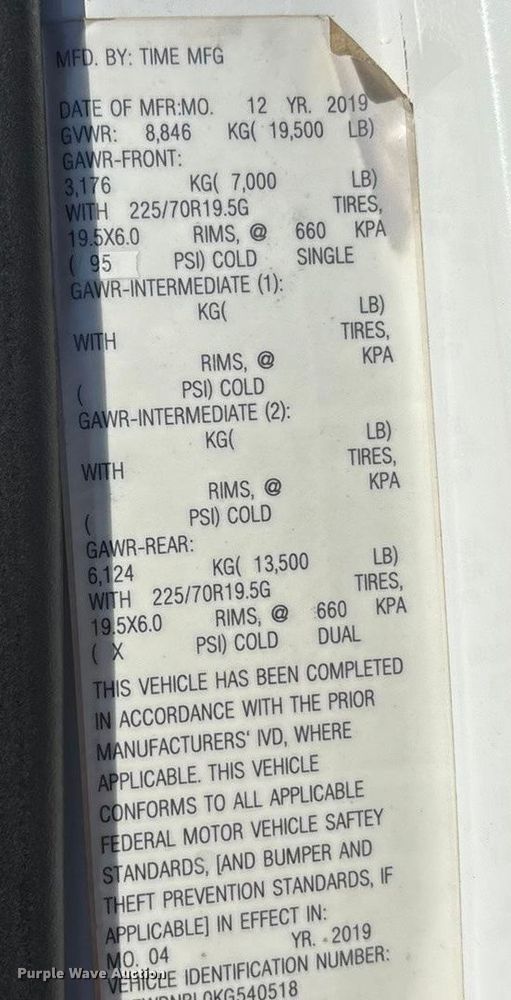 MFD. BY: TIME MFG
DATE OF MFR:MO. 12 YR. 2019
GVWR: 8,846 KG( 19,500 LB)
GAWR-FRONT:
3,176 KG( 7,000 LB)
WITH 225/70R19.5G TIRES,
19.5X6.0 RIMS, @ 660 KPA
( 95 PSI) COLD SINGLE
GAWR-INTERMEDIATE (1):
KG( LB)
WITH TIRES,
RIMS, @ KPA
( PSI) COLD
GAWR-INTERMEDIATE (2):
KG( LB)
WITH TIRES,
RIMS, @ KPA
( PSI) COLD
GAWR-REAR:
6,124 KG( 13,500 LB)
WITH 225/70R19.5G TIRES,
19.5X6.0 RIMS, @ 660 KPA
( X PSI) COLD DUAL
THIS VEHICLE HAS BEEN COMPLETED
IN ACCORDANCE WITH THE PRIOR
MANUFACTURERS' IVD, WHERE
APPLICABLE. THIS VEHICLE
CONFORMS TO ALL APPLICABLE
FEDERAL MOTOR VEHICLE SAFTEY
STANDARDS, [AND BUMPER AND
THEFT PREVENTION STANDARDS, IF
APPLICABLE] IN EFFECT IN:
MO. 04 YR. 2019
VEHICLE IDENTIFICATION NUMBER:
Purple Wave Auction